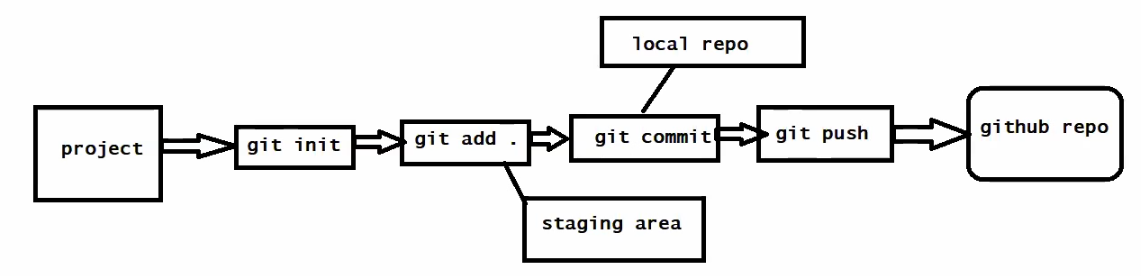 local repo
project
git init
git add .
git commit
git push
github repo
staging area